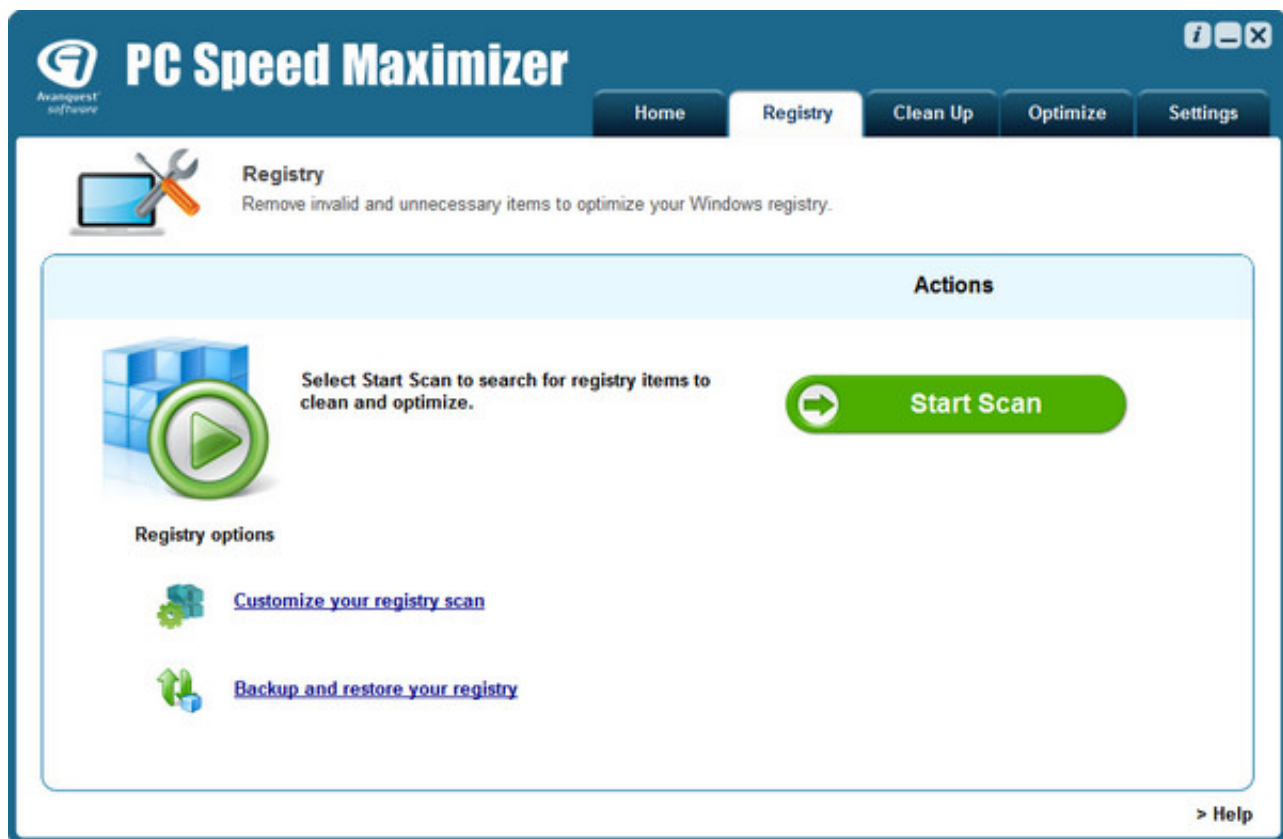 Avanquest
software
PC Speed Maximizer
i
Home
Registry
Clean Up
Optimize
Settings
Registry
Remove invalid and unnecessary items to optimize your Windows registry.
Actions
Select Start Scan to search for registry items to
clean and optimize.
Start Scan
Registry options
Customize your registry scan
Backup and restore your registry
> Help